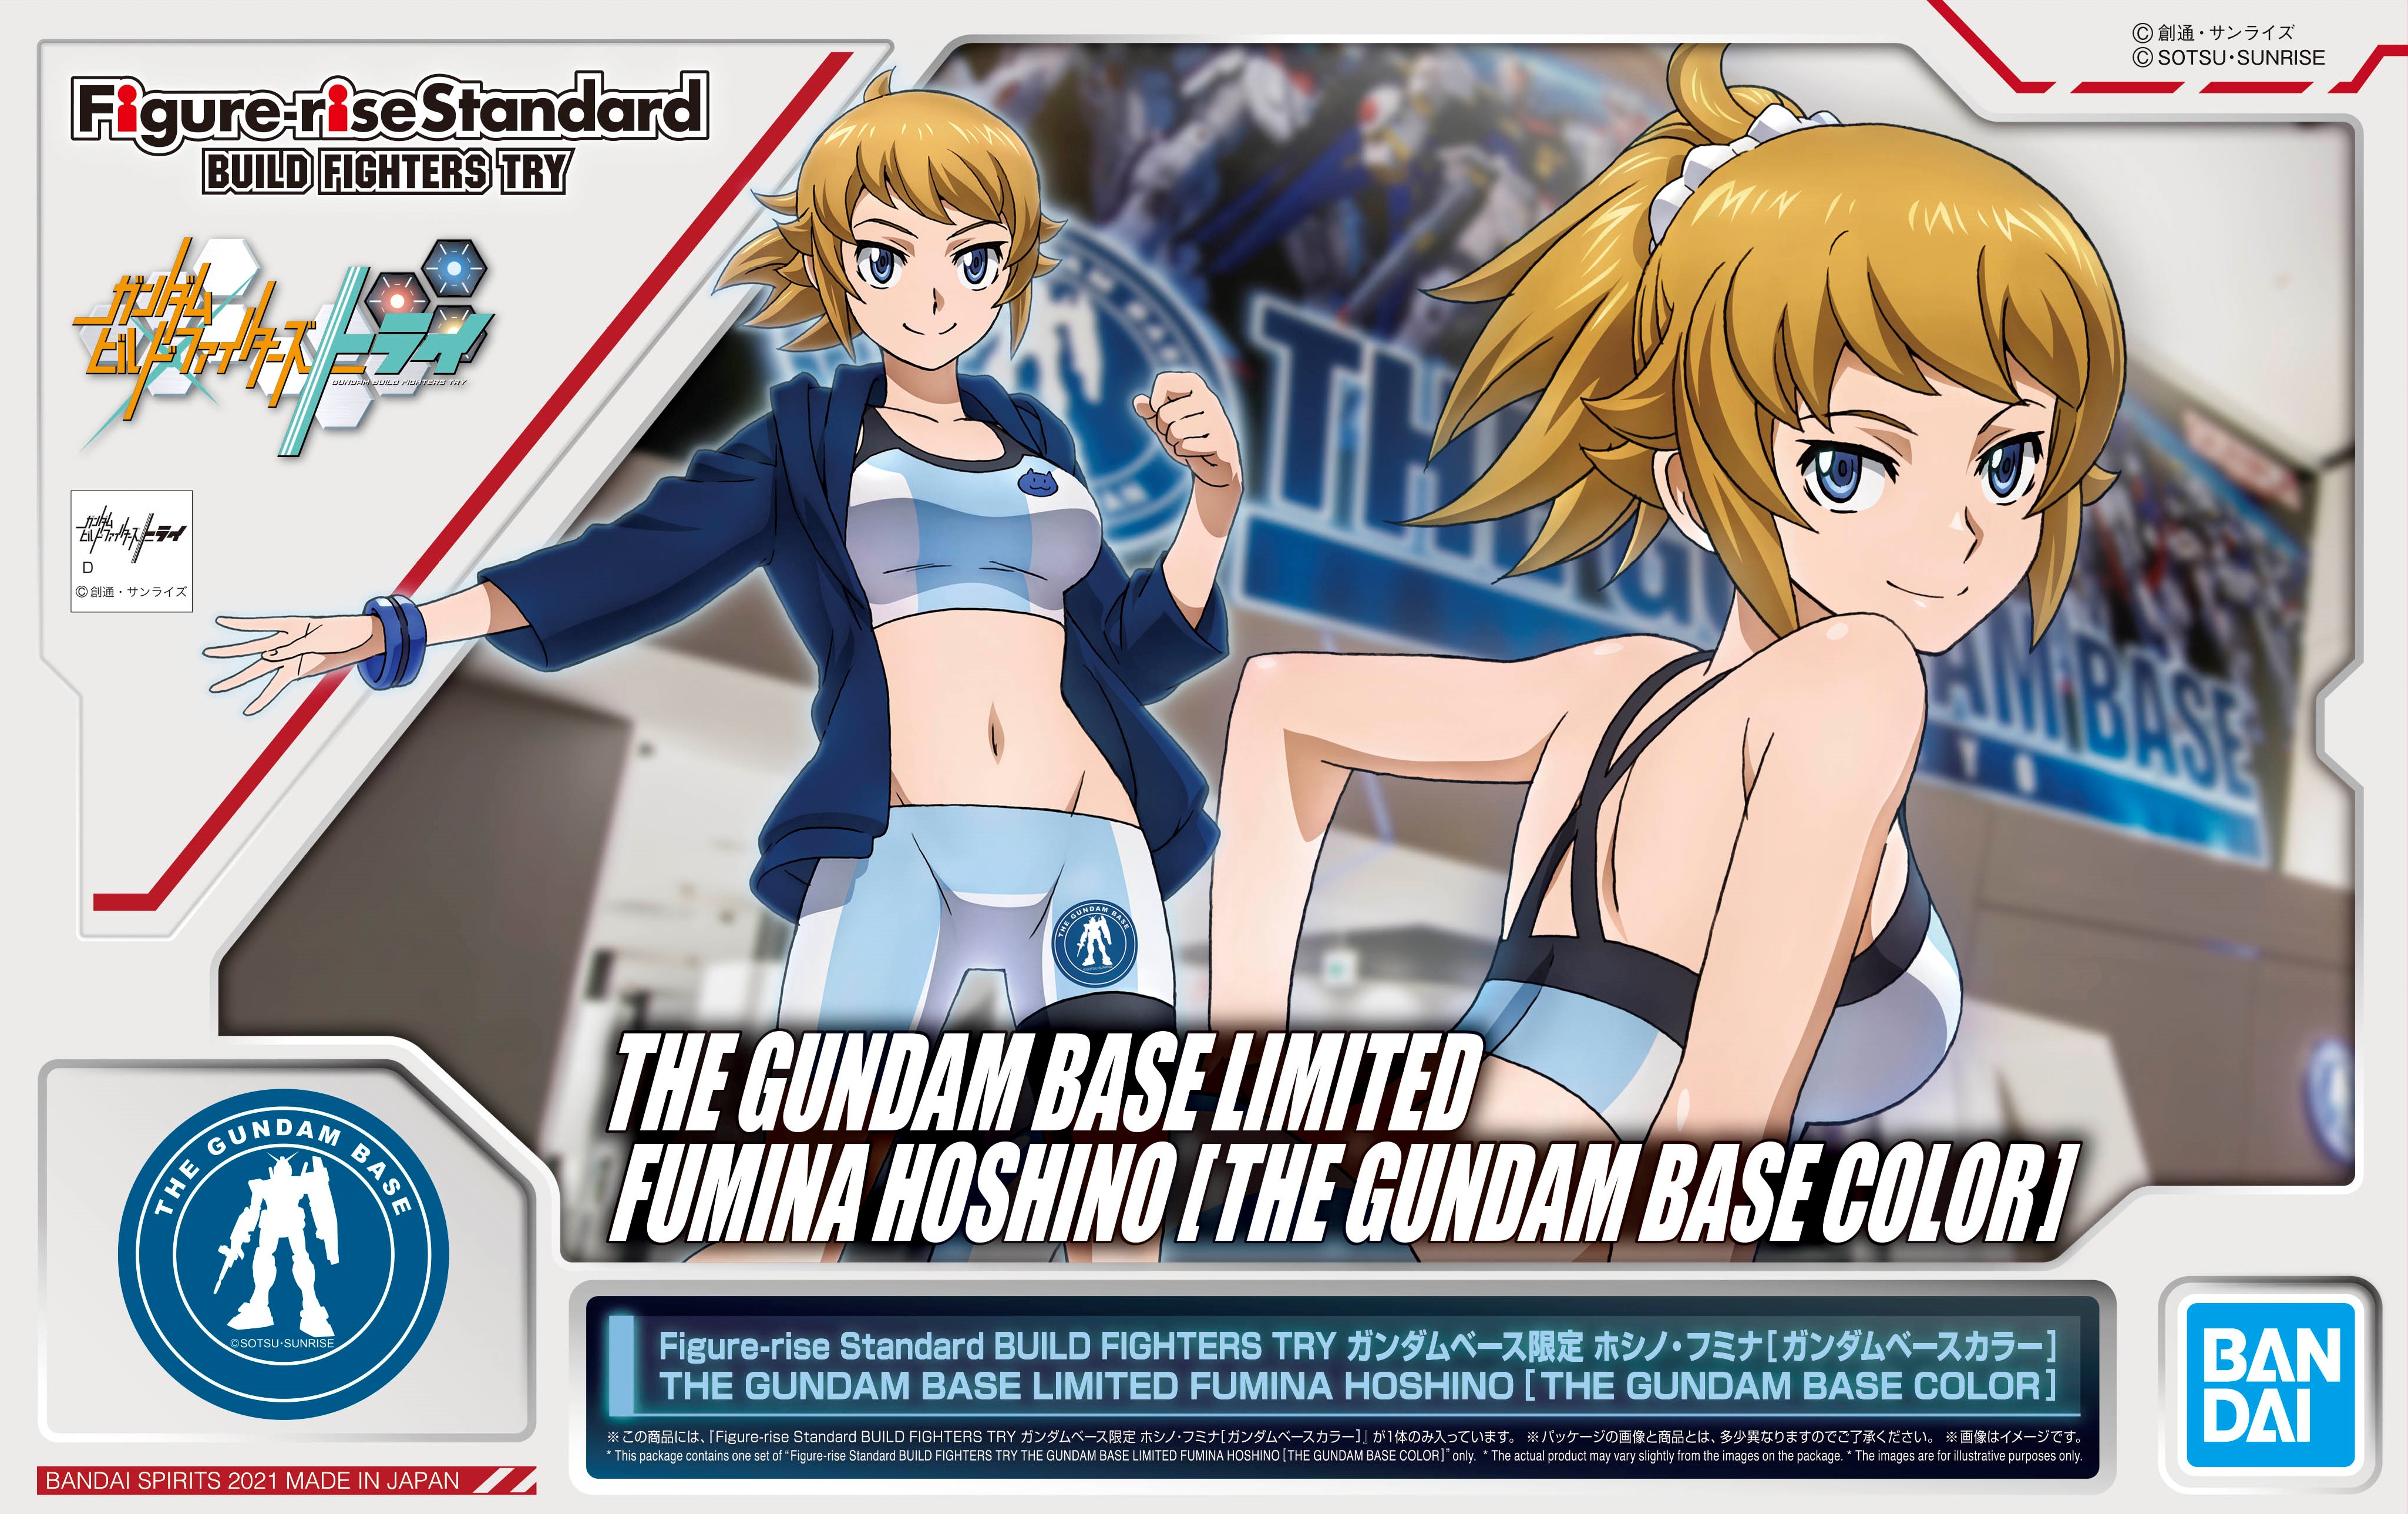 ©創通・サンライズ
©SOTSU・SUNRISE
Figure-rise Standard
BUILD FIGHTERS TRY
ガンダム
ビルドファイターズトライ
GUNDAM BUILD FIGHTERS TRY
ガンダム
ビルドファイターズトライ
D
©創通・サンライズ
THE GUNDAM BASE
THE GUNDAM BASE
THE GUNDAM BASE LIMITED
FUMINA HOSHINO [THE GUNDAM BASE COLOR]
THE GUNDAM BASE
©SOTSU・SUNRISE
Figure-rise Standard BUILD FIGHTERS TRY ガンダムベース限定 ホシノ・フミナ[ガンダムベースカラー]
THE GUNDAM BASE LIMITED FUMINA HOSHINO [THE GUNDAM BASE COLOR]
※この商品には、『Figure-rise Standard BUILD FIGHTERS TRY ガンダムベース限定 ホシノ・フミナ[ガンダムベースカラー]』が1体のみ入っています。 ※パッケージの画像と商品とは、多少異なりますのでご了承ください。 ※画像はイメージです。
* This package contains one set of “Figure-rise Standard BUILD FIGHTERS TRY THE GUNDAM BASE LIMITED FUMINA HOSHINO [THE GUNDAM BASE COLOR]” only. * The actual product may vary slightly from the images on the package. * The images are for illustrative purposes only.
BANDAI SPIRITS 2021 MADE IN JAPAN
BAN
DAI